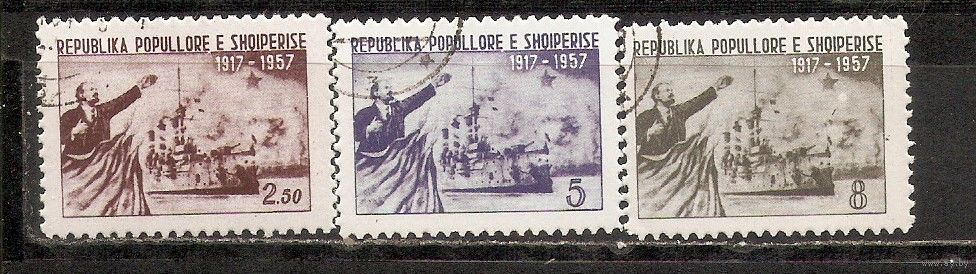 REPUBLIKA POPULLORE E SHQIPERISE
1917 - 1957
2.50
REPUBLIKA POPULLORE E SHQIPERISE
1917 - 1957
5
REPUBLIKA POPULLORE E SHQIPERISE
1917 - 1957
8